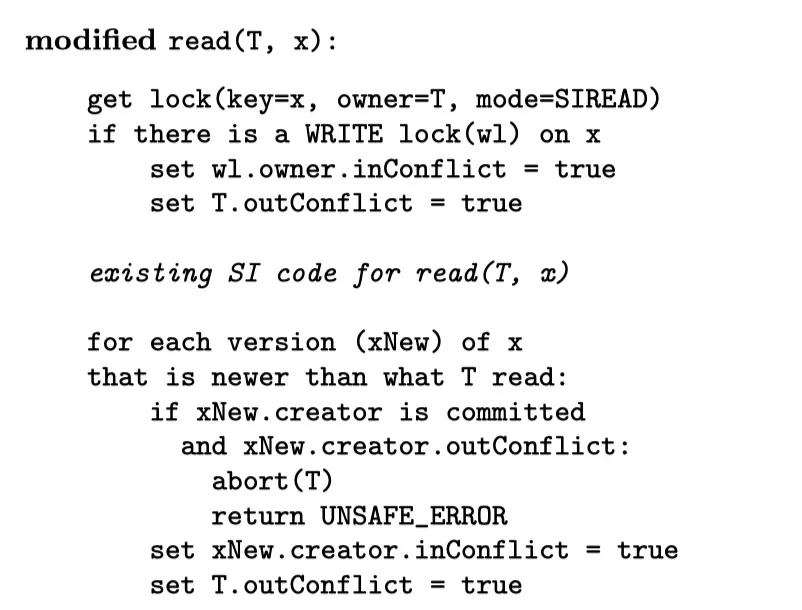 modified read(T, x):
get lock(key=x, owner=T, mode=SIREAD)
if there is a WRITE lock(wl) on x
set wl.owner.inConflict = true
set T.outConflict = true
existing SI code for read(T, x)
for each version (xNew) of x
that is newer than what T read:
if xNew.creator is committed
and xNew.creator.outConflict:
abort(T)
return UNSAFE_ERROR
set xNew.creator.inConflict = true
set T.outConflict = true